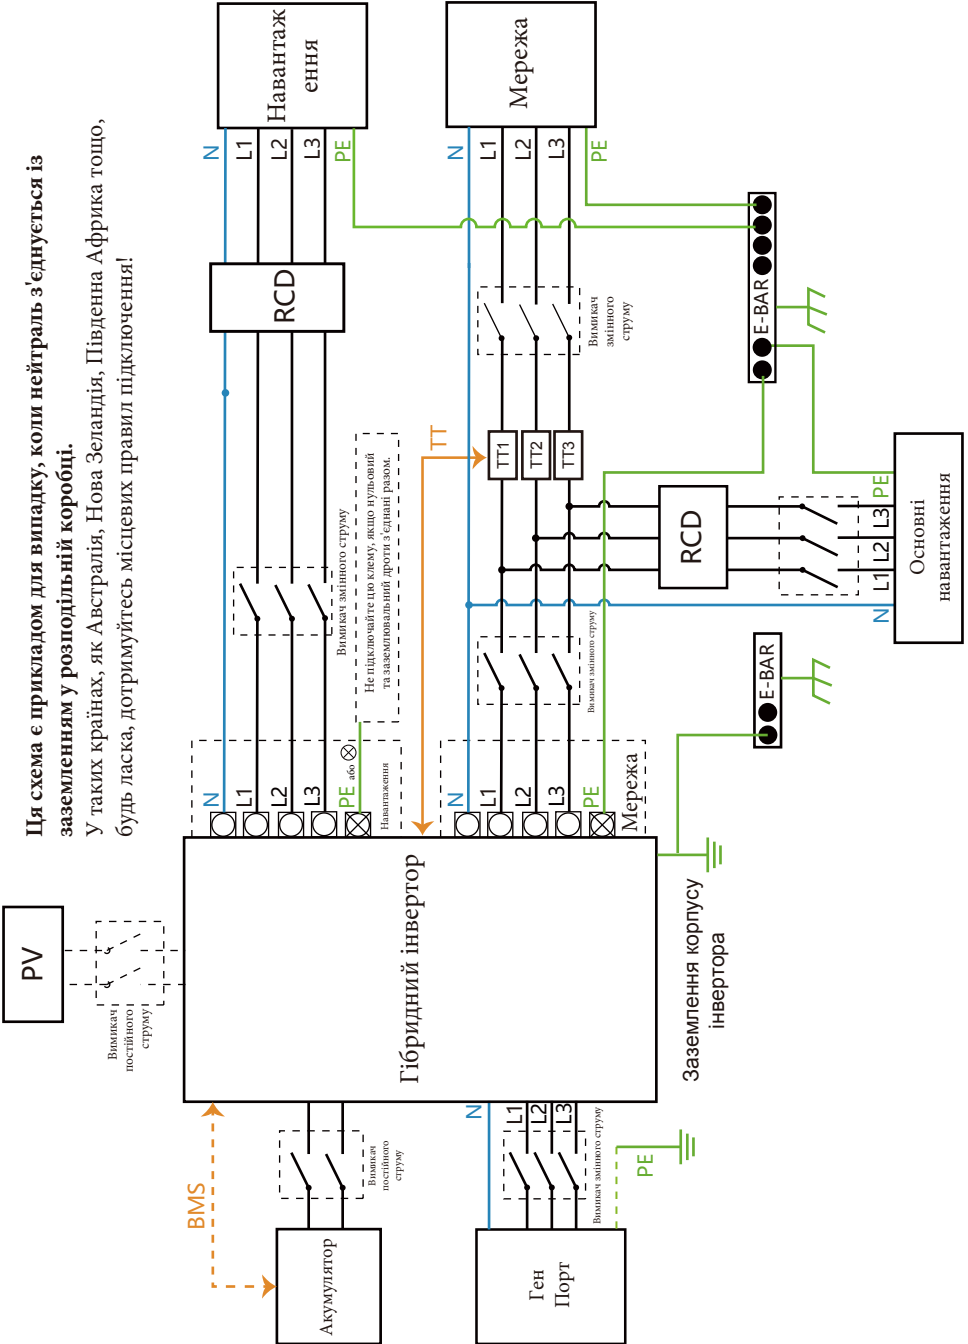 Ця схема є прикладом для випадку, коли нейтраль з'єднується із
заземленням у розподільній коробці.
У таких країнах, як Австралія, Нова Зеландія, Південна Африка тощо,
будь ласка, дотримуйтесь місцевих правил підключення!
PV
Вимикач
постійного
струму
BMS
Акумулятор
Вимикач
постійного
струму
Гібридний інвертор
N
L1
L2
L3
PE
або
Навантаження
Вимикач змінного струму
Не підключайте цю клему, якщо нульовий
та заземлювальний дроти з'єднані разом.
RCD
N
L1
L2
L3
PE
Навантаж
ення
N
L1
L2
L3
PE
Мережа
Вимикач змінного струму
TT
TT1
TT2
TT3
Вимикач
змінного
струму
N
L1
L2
L3
PE
Мережа
RCD
E-BAR
N
L1
L2
L3
PE
Основні
навантаження
E-BAR
Заземлення корпусу
інвертора
N
L1
L2
L3
Вимикач змінного струму
PE
Ген
Порт